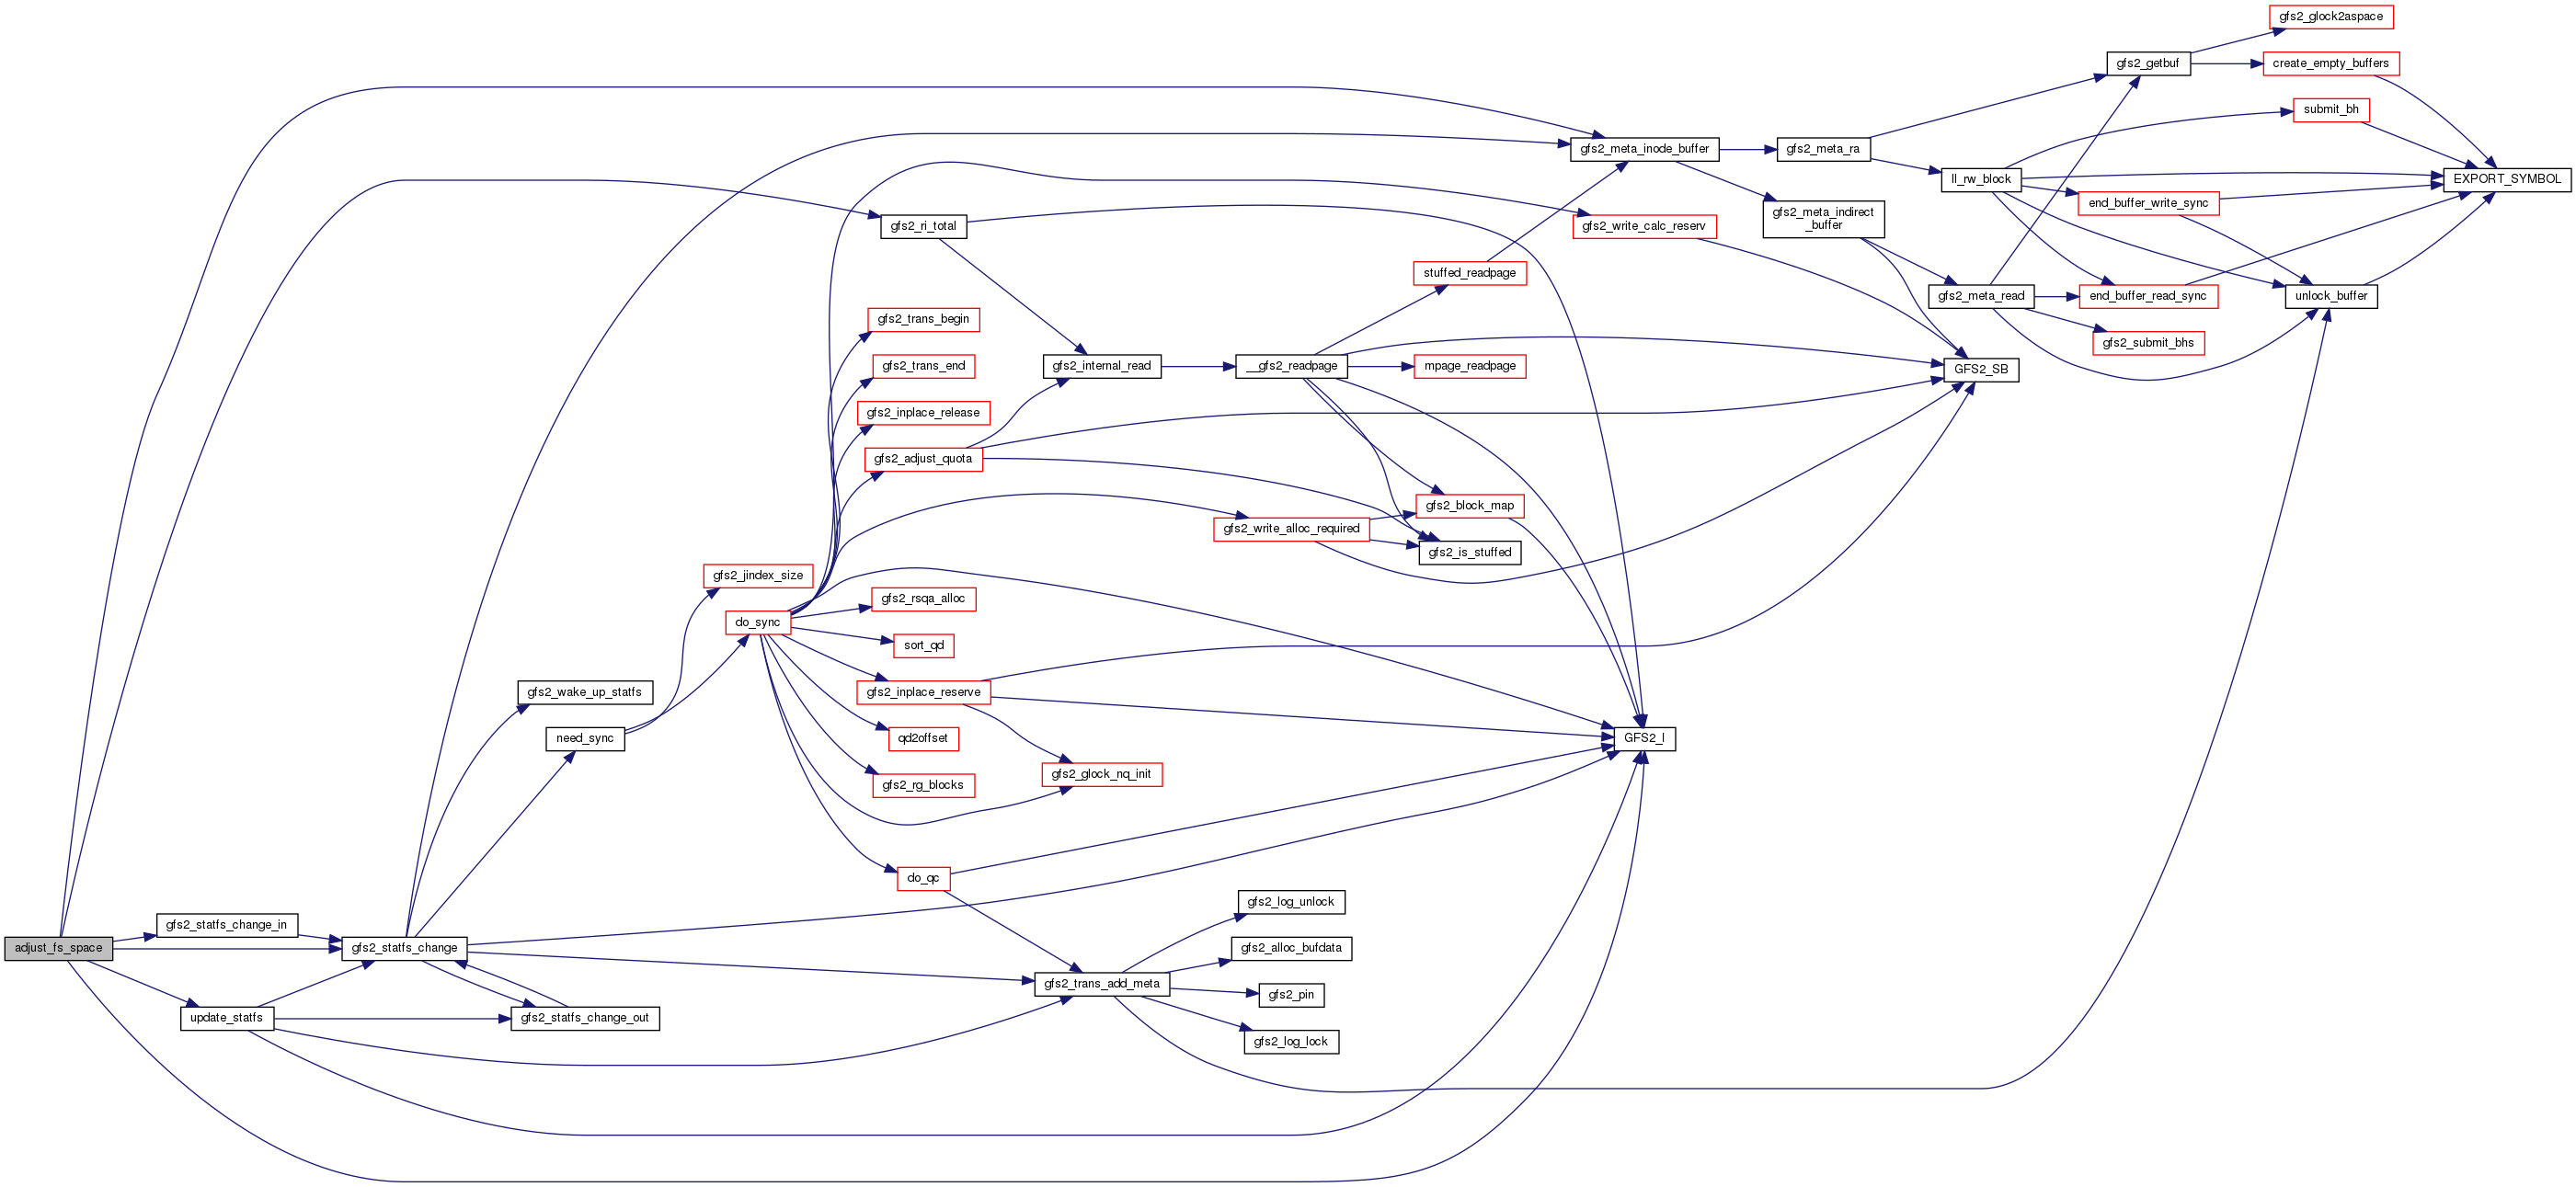 gfs2_glock2aspace
gfs2_getbuf
create_empty_buffers
submit_bh
gfs2_meta_inode_buffer
gfs2_meta_ra
ll_rw_block
EXPORT_SYMBOL
end_buffer_write_sync
gfs2_meta_indirect
_buffer
gfs2_ri_total
gfs2_write_calc_reserv
stuffed_readpage
gfs2_meta_read
end_buffer_read_sync
unlock_buffer
gfs2_trans_begin
gfs2_submit_bhs
gfs2_trans_end
gfs2_internal_read
__gfs2_readpage
mpage_readpage
GFS2_SB
gfs2_inplace_release
gfs2_adjust_quota
gfs2_block_map
gfs2_write_alloc_required
gfs2_is_stuffed
gfs2_jindex_size
gfs2_rsqa_alloc
do_sync
sort_qd
gfs2_wake_up_statfs
gfs2_inplace_reserve
need_sync
qd2offset
GFS2_I
gfs2_glock_nq_init
gfs2_rg_blocks
do_qc
gfs2_log_unlock
gfs2_statfs_change_in
adjust_fs_space
gfs2_statfs_change
gfs2_alloc_bufdata
gfs2_trans_add_meta
gfs2_pin
update_statfs
gfs2_statfs_change_out
gfs2_log_lock